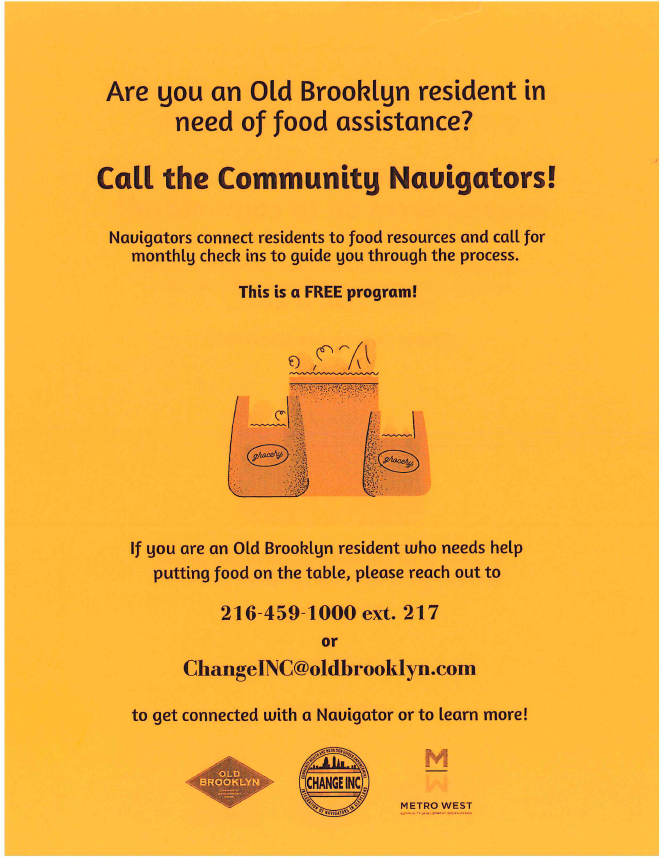 Are you an Old Brooklyn resident in
need of food assistance?
Call the Community Navigators!
Navigators connect residents to food resources and call for
monthly check ins to guide you through the process.
This is a FREE program!
grocery
grocery
If you are an Old Brooklyn resident who needs help
putting food on the table, please reach out to
216-459-1000 ext. 217
or
ChangeINC@oldbrooklyn.com
to get connected with a Navigator or to learn more!
OLD
BROOKLYN
CHANGE INC
M
METRO WEST